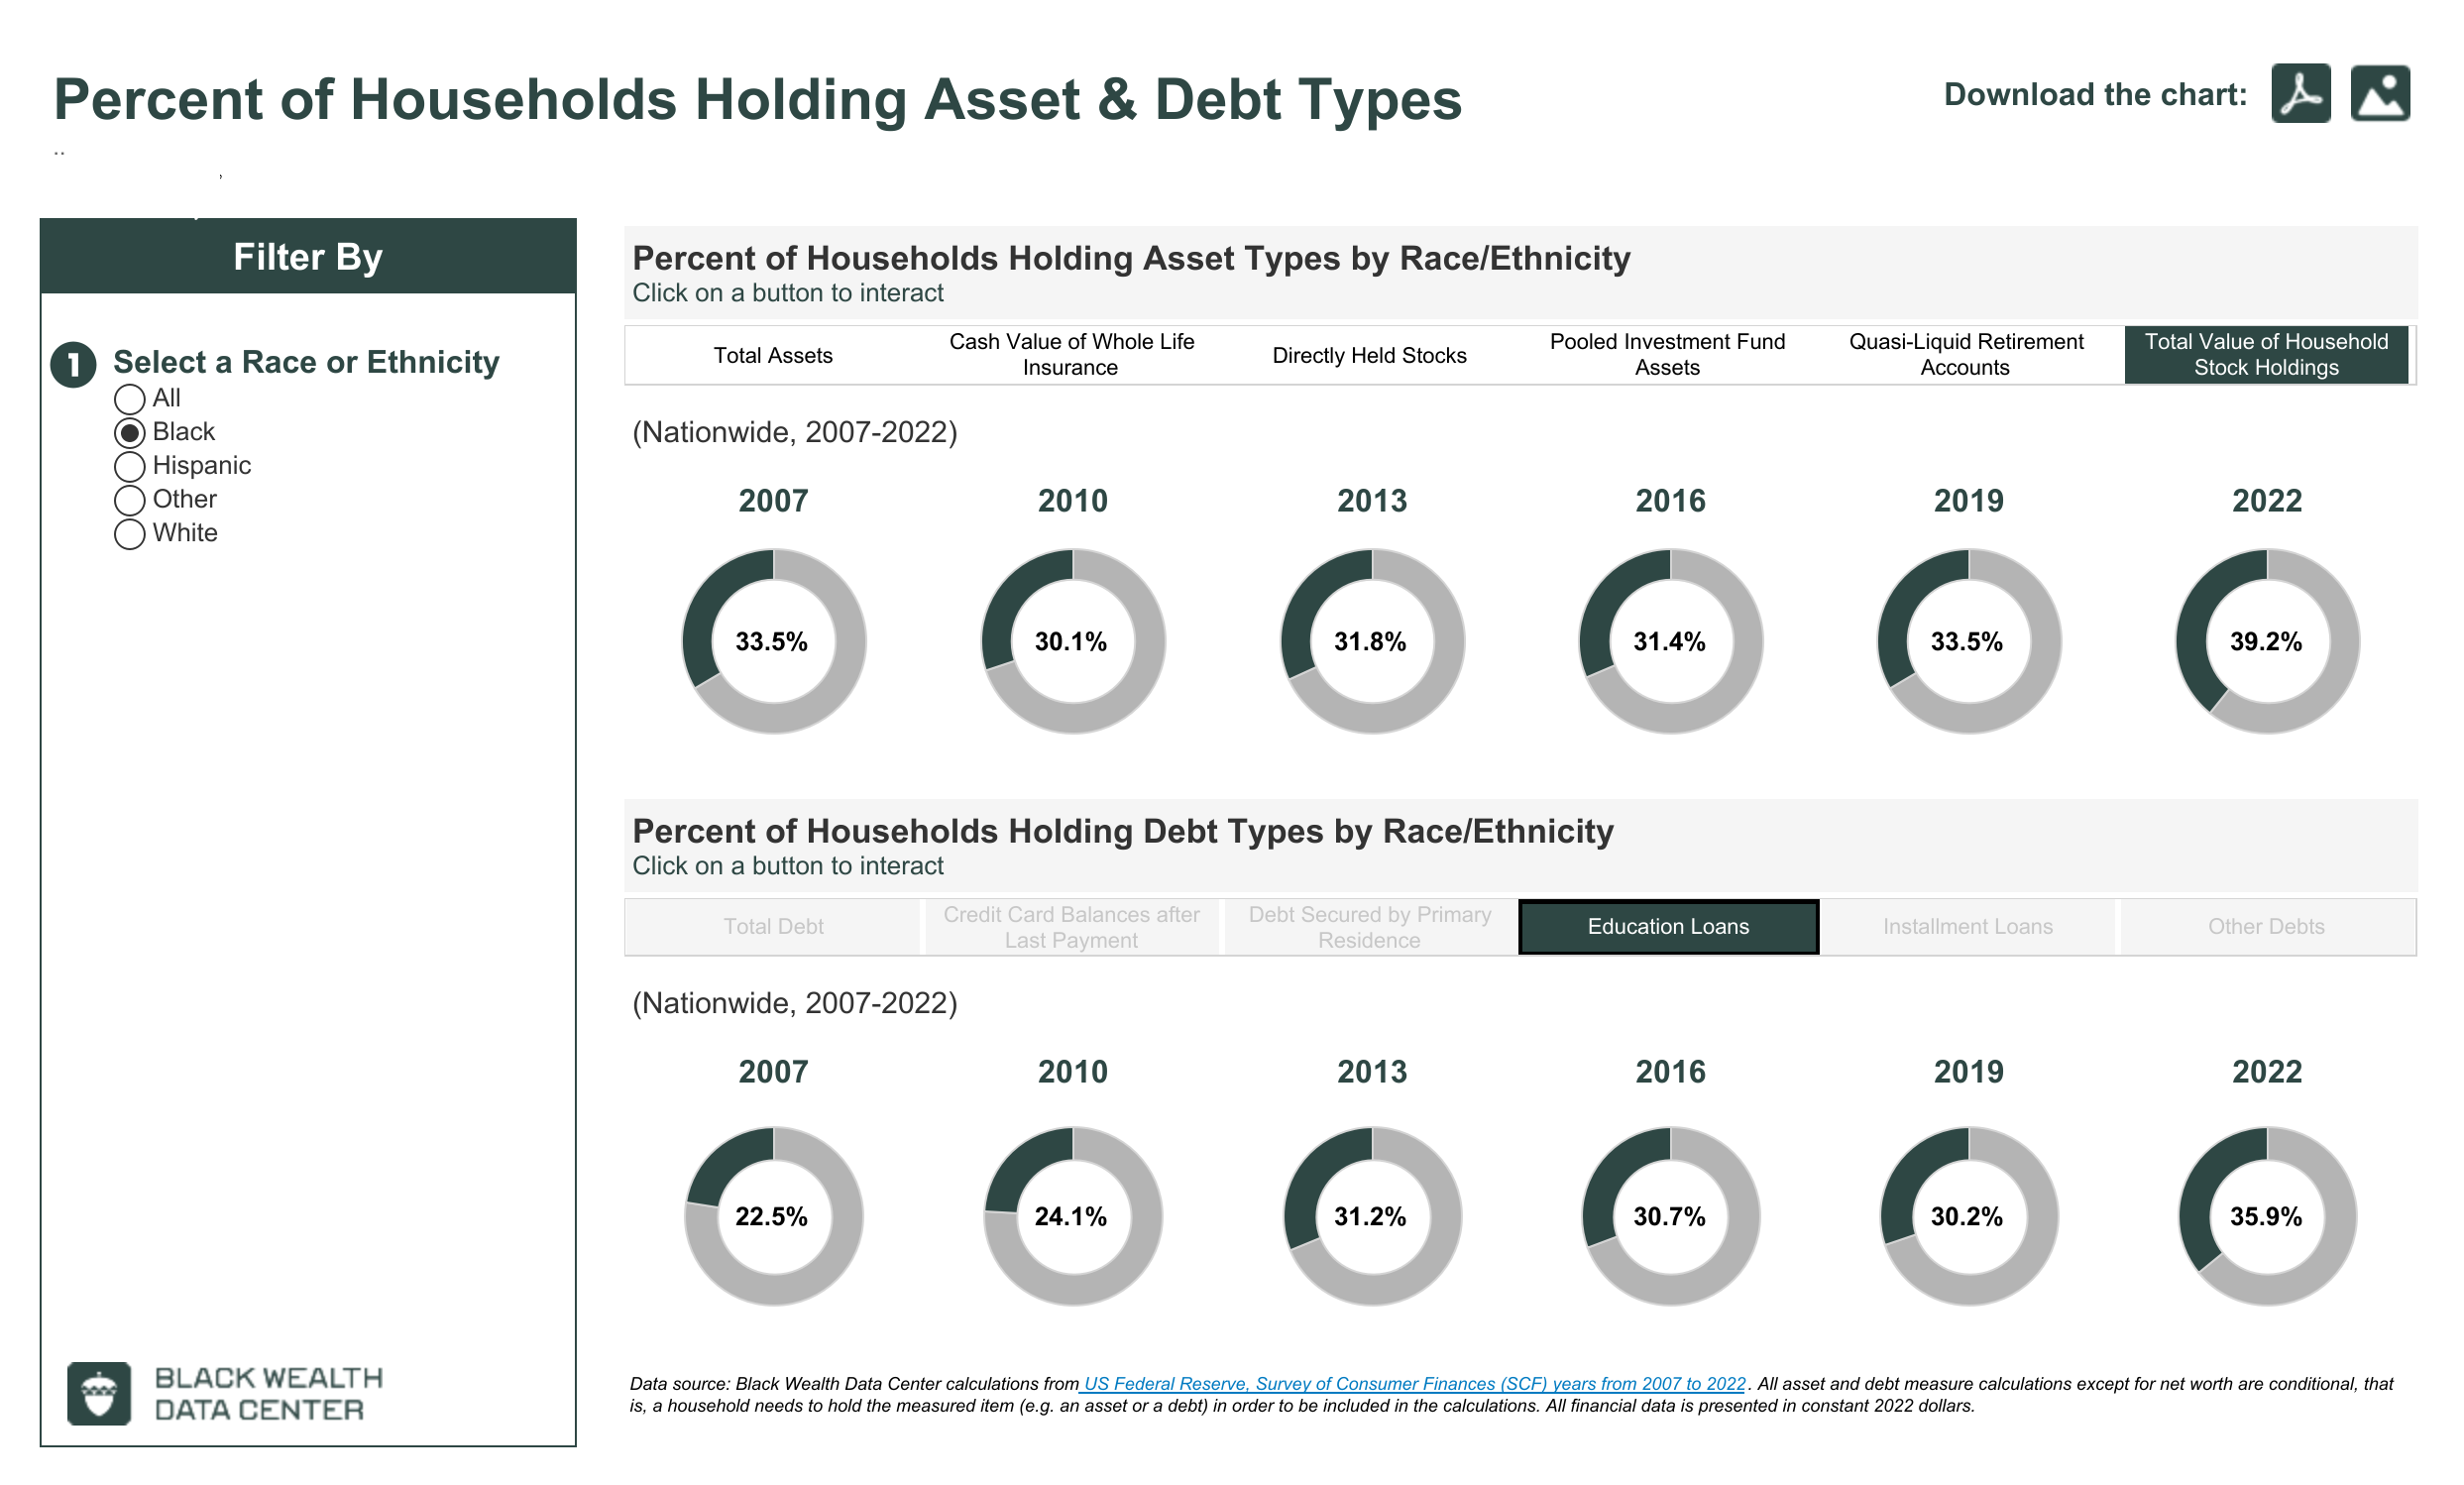 Percent of Households Holding Asset & Debt Types
Download the chart:
Filter By
1 Select a Race or Ethnicity
All
Black
Hispanic
Other
White
Percent of Households Holding Asset Types by Race/Ethnicity
Click on a button to interact
Total Assets
Cash Value of Whole Life
Insurance
Directly Held Stocks
Pooled Investment Fund
Assets
Quasi-Liquid Retirement
Accounts
Total Value of Household
Stock Holdings
(Nationwide, 2007-2022)
2007 2010 2013 2016 2019 2022
33.5% 30.1% 31.8% 31.4% 33.5% 39.2%
Percent of Households Holding Debt Types by Race/Ethnicity
Click on a button to interact
Total Debt
Credit Card Balances after
Last Payment
Debt Secured by Primary
Residence
Education Loans
Installment Loans
Other Debts
(Nationwide, 2007-2022)
2007 2010 2013 2016 2019 2022
22.5% 24.1% 31.2% 30.7% 30.2% 35.9%
BLACK WEALTH
DATA CENTER
Data source: Black Wealth Data Center calculations from US Federal Reserve, Survey of Consumer Finances (SCF) years from 2007 to 2022. All asset and debt measure calculations except for net worth are conditional, that
is, a household needs to hold the measured item (e.g. an asset or a debt) in order to be included in the calculations. All financial data is presented in constant 2022 dollars.